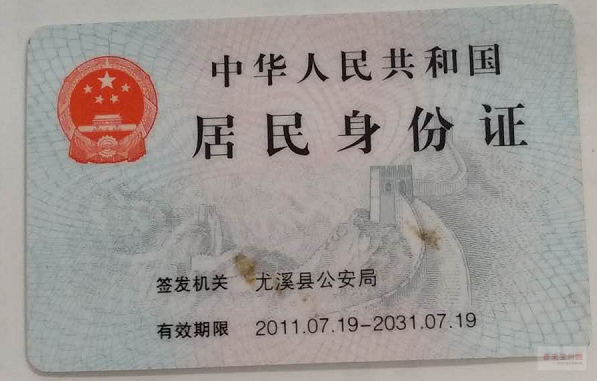 中华人民共和国
居民身份证
签发机关 尤溪县公安局
有效期限 2011.07.19-2031.07.19